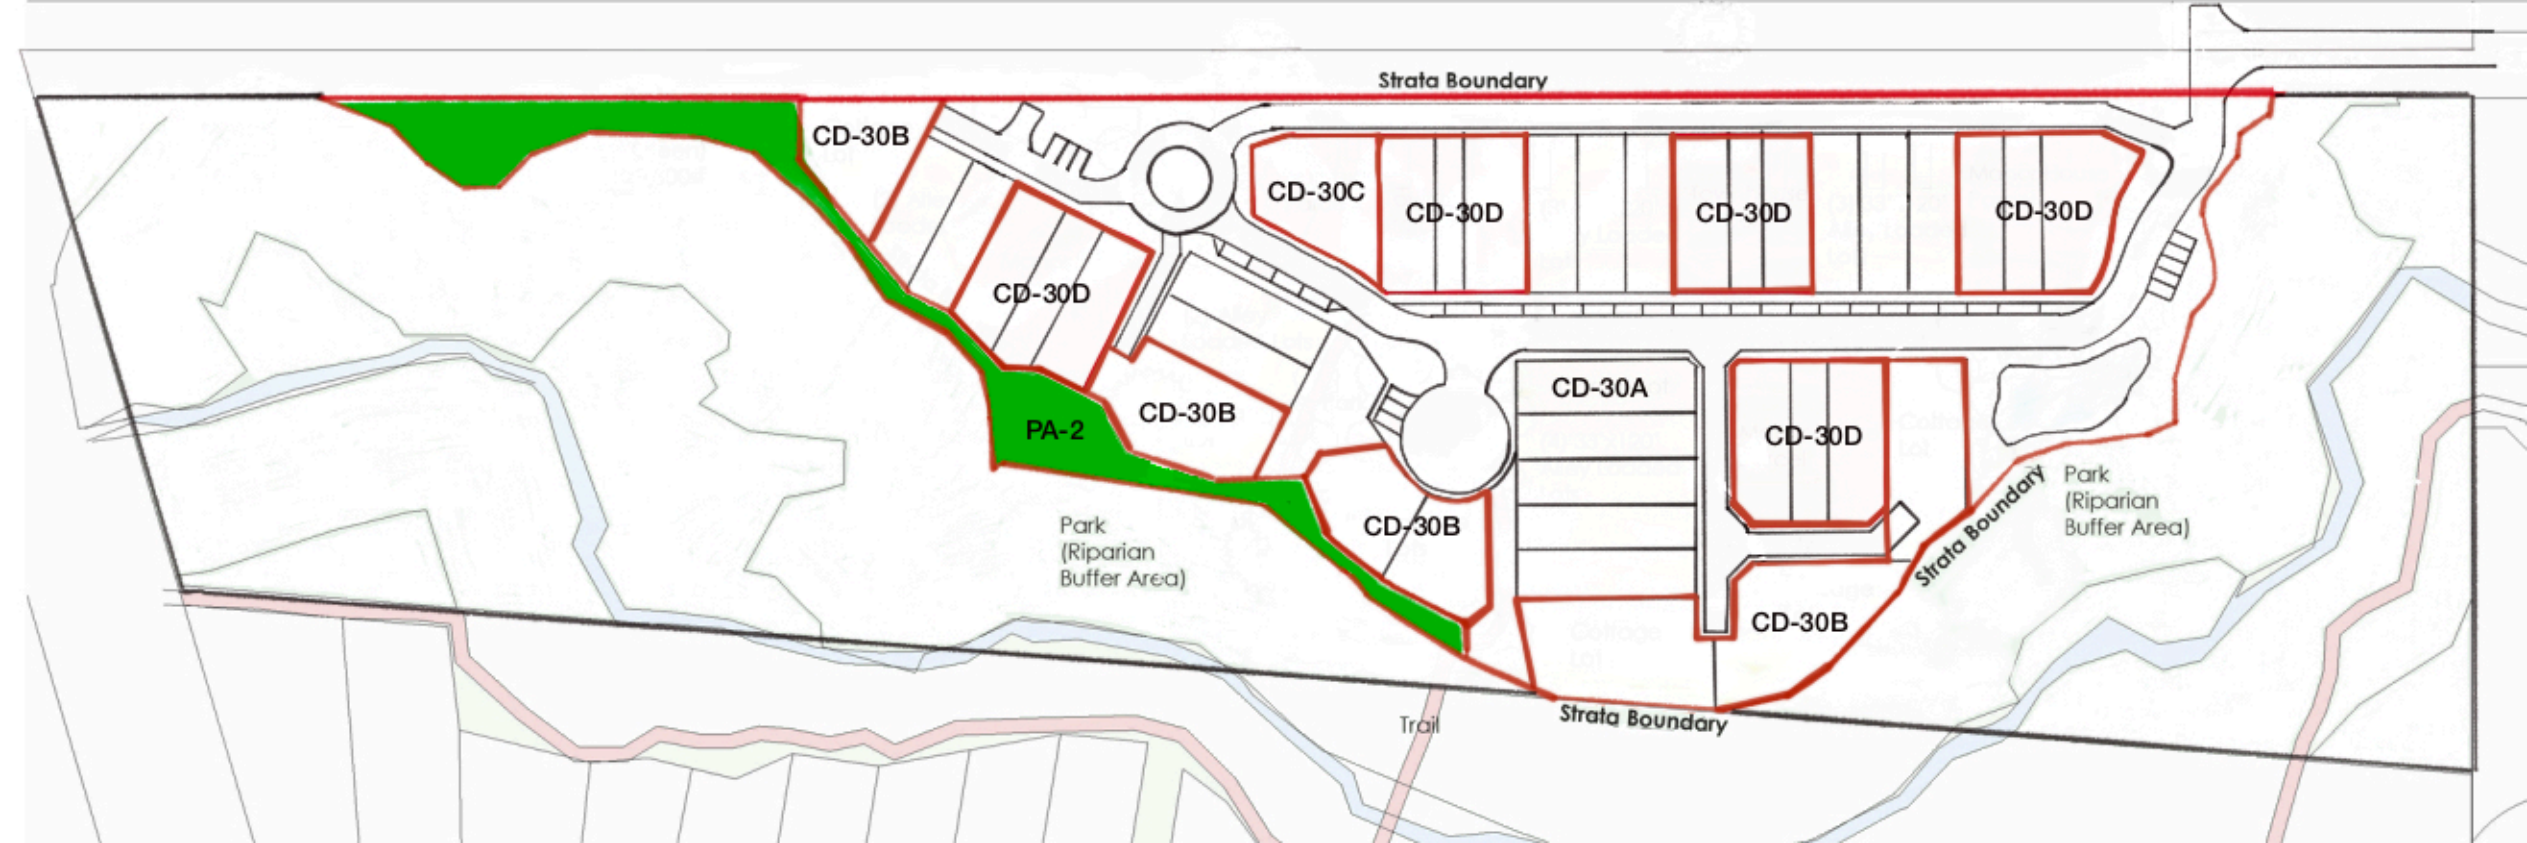 Strata Boundary
CD-30B
CD-30C
CD-30D
CD-30D
CD-30D
CD-30D
CD-30A
CD-30B
PA-2
CD-30D
CD-30B
Park
(Riparian
Buffer Area)
Park
(Riparian
Buffer Area)
Strata Boundary
CD-30B
Cottage
Lot
Strata Boundary
Trail